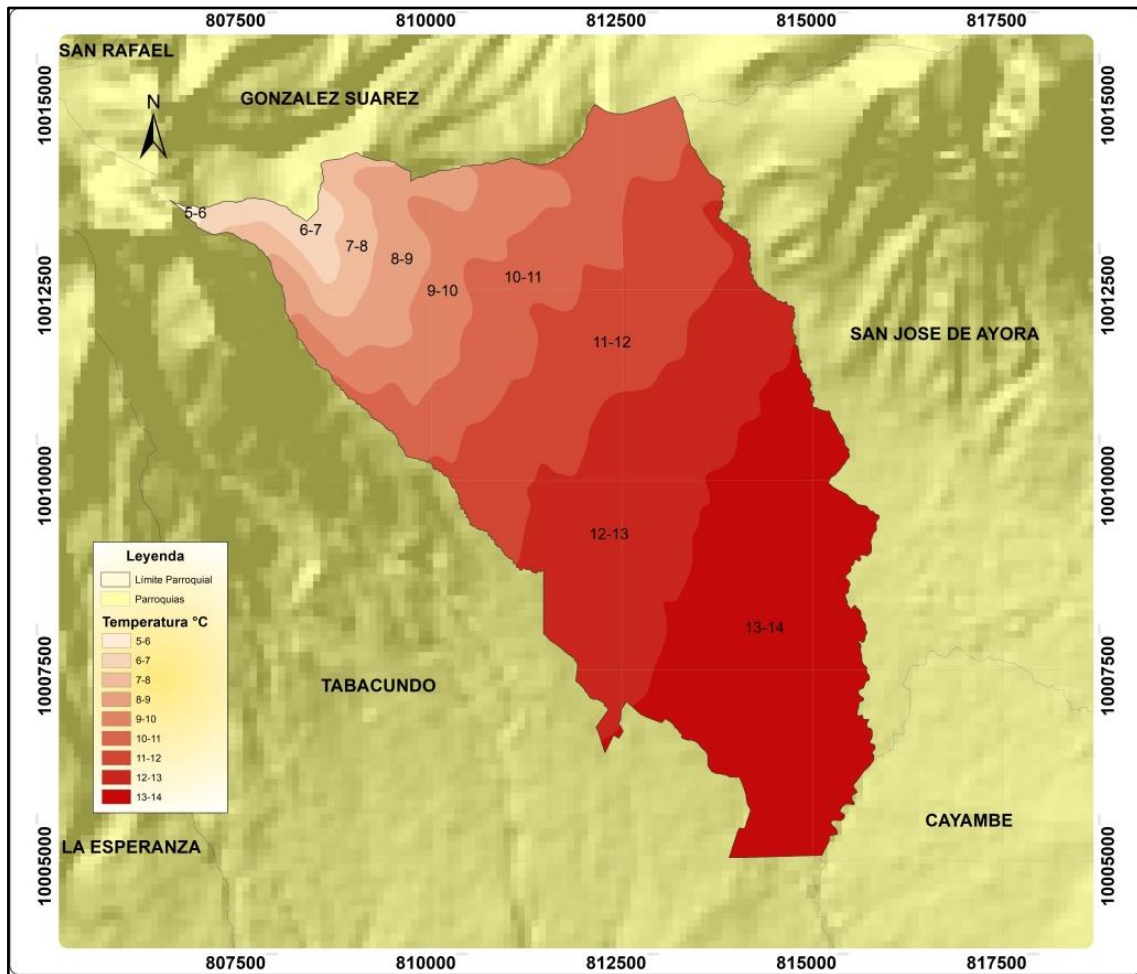 807500 810000 812500 815000 817500
SAN RAFAEL
GONZALEZ SUAREZ
N
10015000 10015000
5-6
6-7
7-8
8-9
9-10
10-11
10012500 10012500
11-12
SAN JOSE DE AYORA
10010000 10010000
12-13
13-14
Leyenda
Límite Parroquial
Parroquias
Temperatura °C
5-6
6-7
7-8
8-9
9-10
10-11
11-12
12-13
13-14
10007500 10007500
TABACUNDO
CAYAMBE
LA ESPERANZA
10005000 10005000
807500 810000 812500 815000 817500